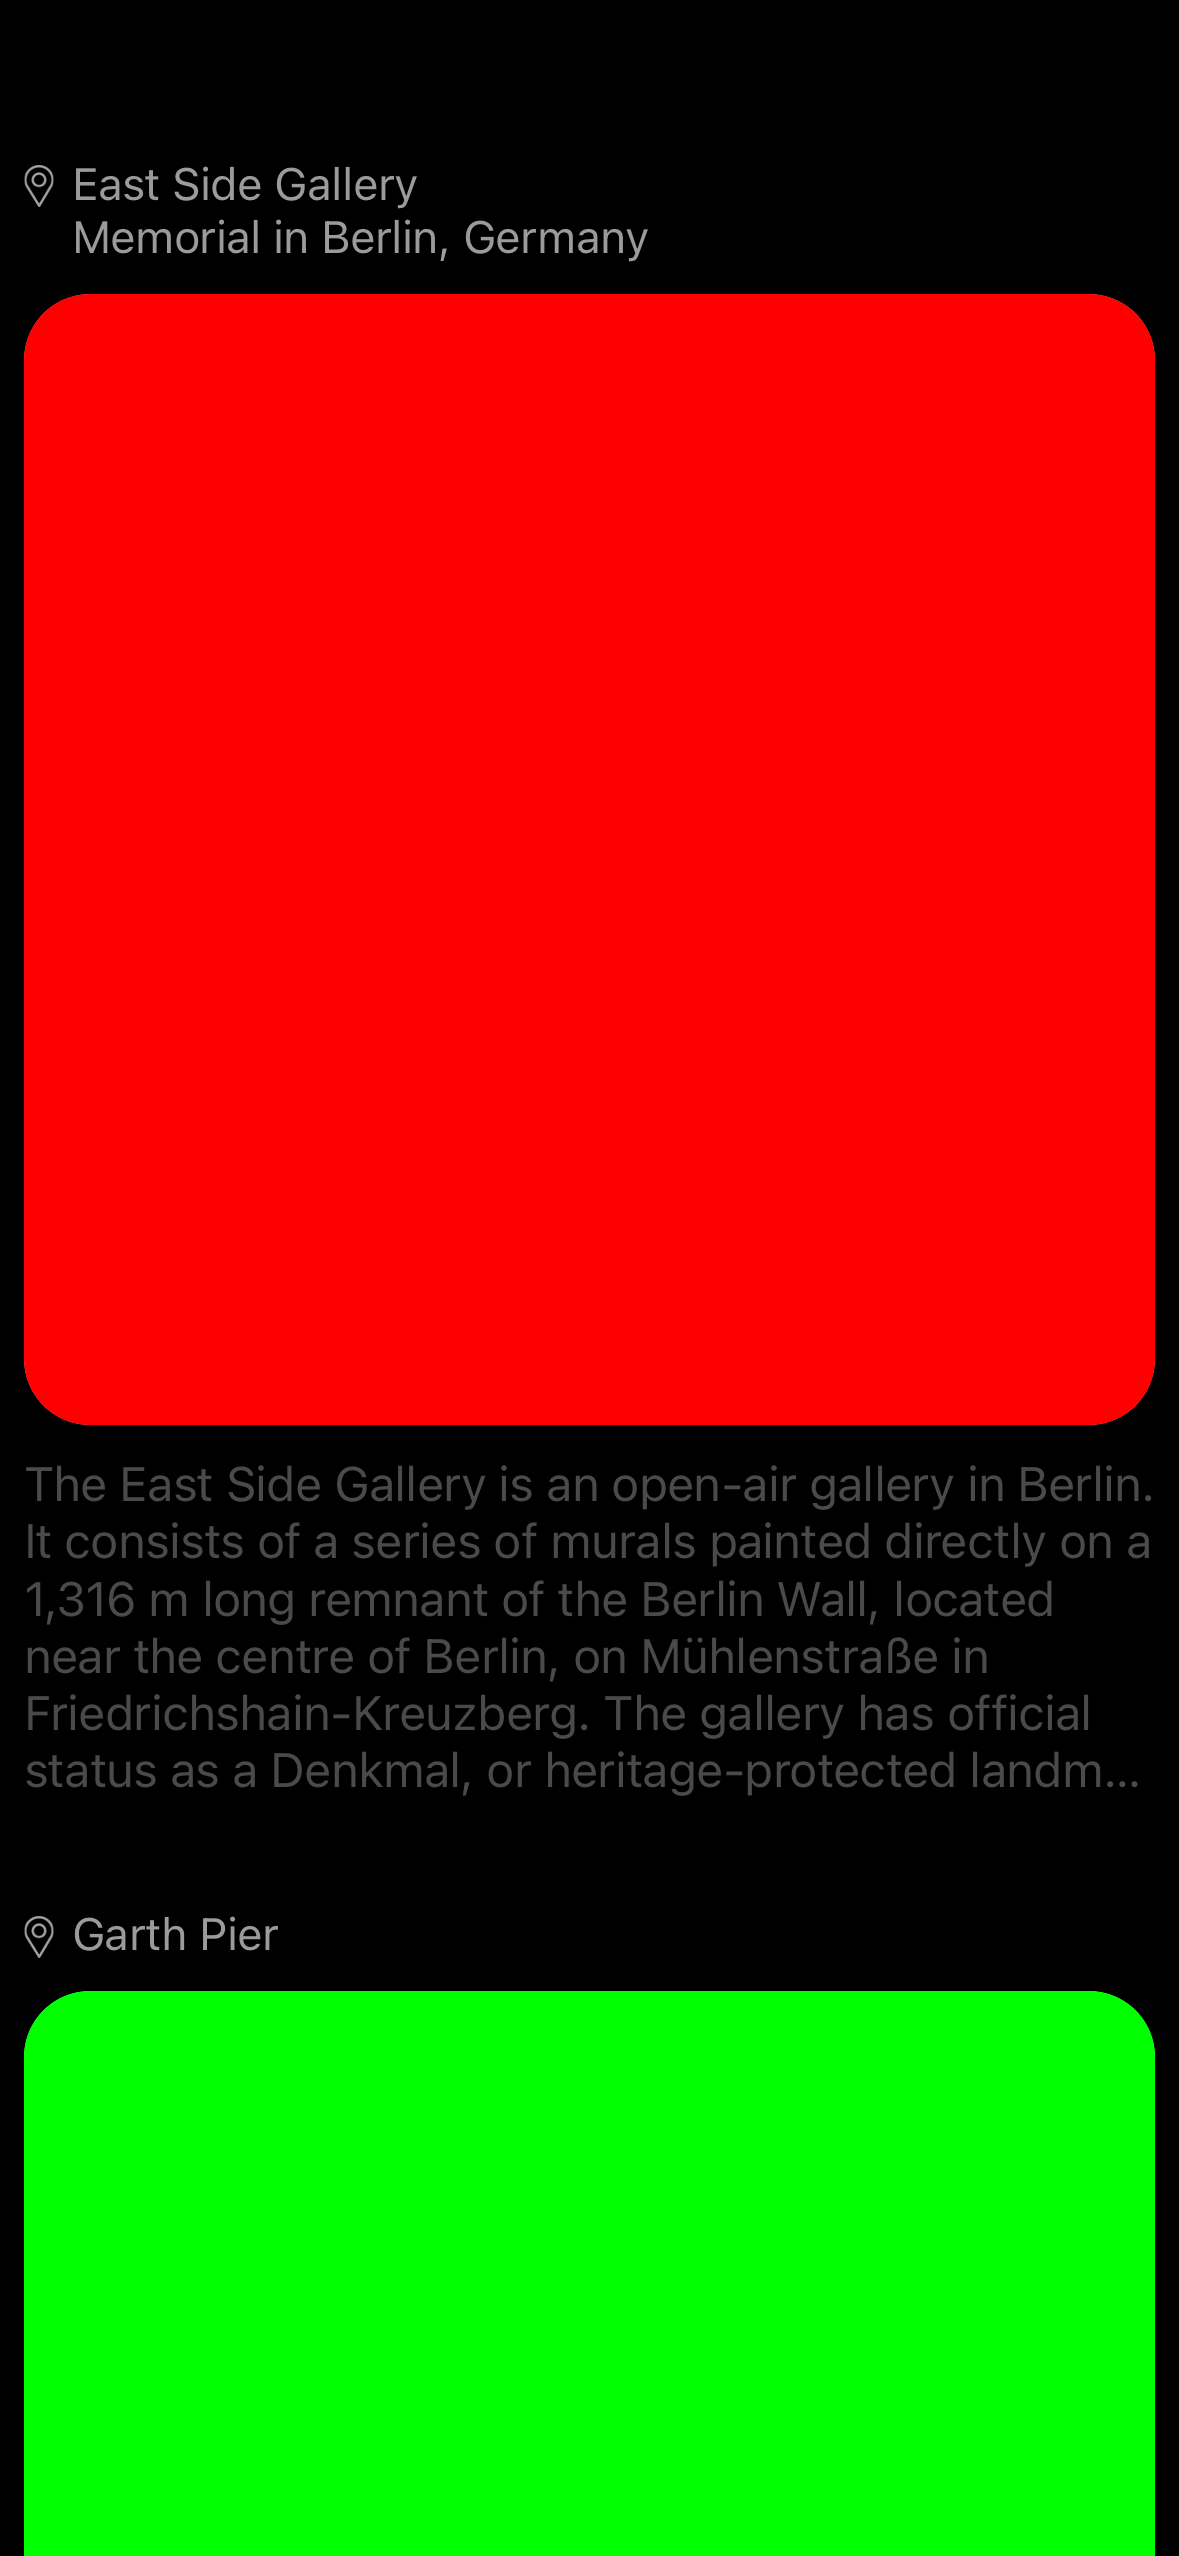 East Side Gallery
Memorial in Berlin, Germany
The East Side Gallery is an open-air gallery in Berlin.
It consists of a series of murals painted directly on a
1,316 m long remnant of the Berlin Wall, located
near the centre of Berlin, on Mühlenstraße in
Friedrichshain-Kreuzberg. The gallery has official
status as a Denkmal, or heritage-protected landm...
Garth Pier